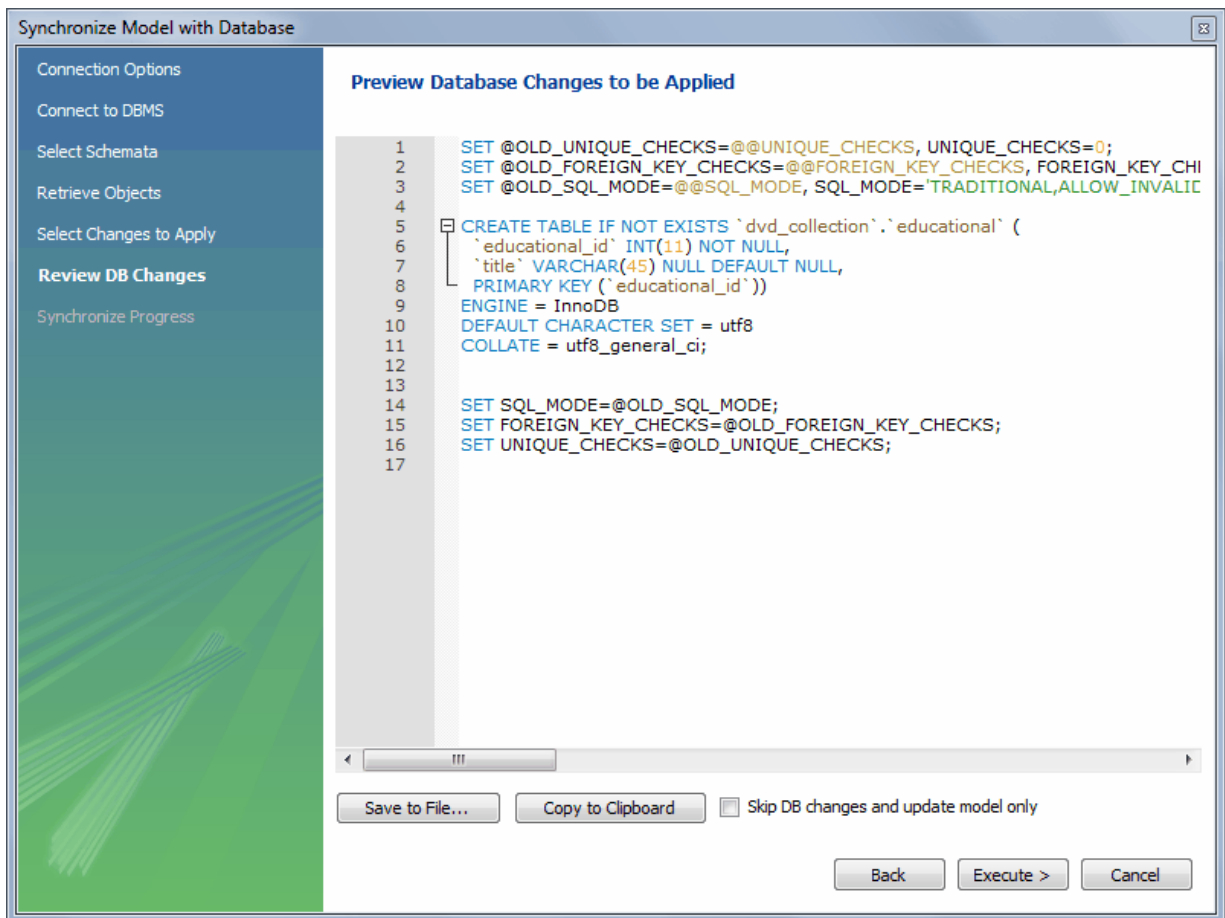 Synchronize Model with Database
Connection Options
Connect to DBMS
Select Schemata
Retrieve Objects
Select Changes to Apply
Review DB Changes
Synchronize Progress
Preview Database Changes to be Applied
1 SET @OLD_UNIQUE_CHECKS=@@UNIQUE_CHECKS, UNIQUE_CHECKS=0;
2 SET @OLD_FOREIGN_KEY_CHECKS=@@FOREIGN_KEY_CHECKS, FOREIGN_KEY_CHI
3 SET @OLD_SQL_MODE=@@SQL_MODE, SQL_MODE='TRADITIONAL,ALLOW_INVALID
4
5 CREATE TABLE IF NOT EXISTS `dvd_collection`.`educational` (
6 `educational_id` INT(11) NOT NULL,
7 `title` VARCHAR(45) NULL DEFAULT NULL,
8 PRIMARY KEY (`educational_id`))
9 ENGINE = InnoDB
10 DEFAULT CHARACTER SET = utf8
11 COLLATE = utf8_general_ci;
12
13
14 SET SQL_MODE=@OLD_SQL_MODE;
15 SET FOREIGN_KEY_CHECKS=@OLD_FOREIGN_KEY_CHECKS;
16 SET UNIQUE_CHECKS=@OLD_UNIQUE_CHECKS;
17
Save to File... Copy to Clipboard Skip DB changes and update model only
Back Execute > Cancel